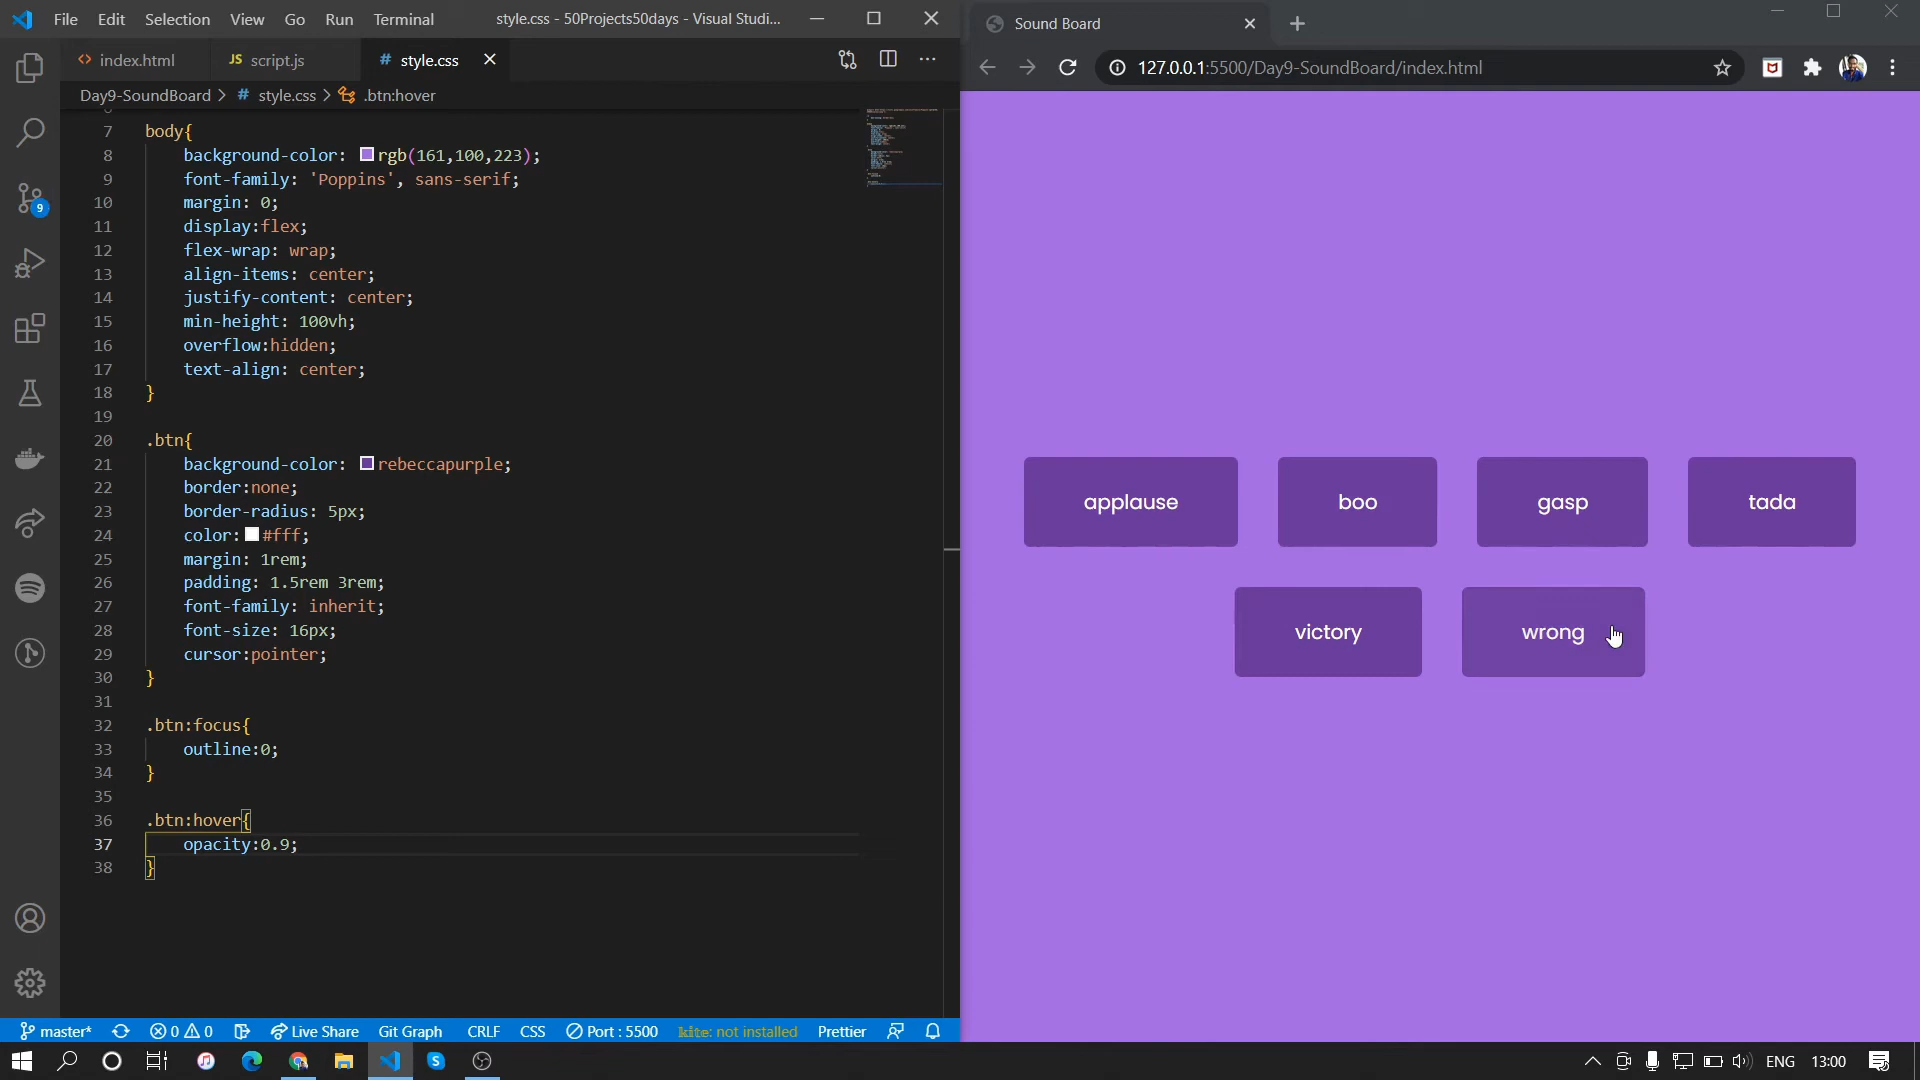 File Edit Selection View Go Run Terminal
style.css - 50Projects50days - Visual Studi...
index.html
JS script.js
# style.css
Day9-SoundBoard > # style.css > .btn:hover
7 body{
8 background-color: rgb(161,100,223);
9 font-family: 'Poppins', sans-serif;
10 margin: 0;
11 display:flex;
12 flex-wrap: wrap;
13 align-items: center;
14 justify-content: center;
15 min-height: 100vh;
16 overflow:hidden;
17 text-align: center;
18 }
19
20 .btn{
21 background-color: rebeccapurple;
22 border:none;
23 border-radius: 5px;
24 color: #fff;
25 margin: 1rem;
26 padding: 1.5rem 3rem;
27 font-family: inherit;
28 font-size: 16px;
29 cursor:pointer;
30 }
31
32 .btn:focus{
33 outline:0;
34 }
35
36 .btn:hover{
37 opacity:0.9;
38 }
9
master* 0 0 Live Share Git Graph CRLF CSS Port : 5500 kite: not installed Prettier
Sound Board
127.0.0.1:5500/Day9-SoundBoard/index.html
applause
boo
gasp
tada
victory
wrong
ENG 13:00